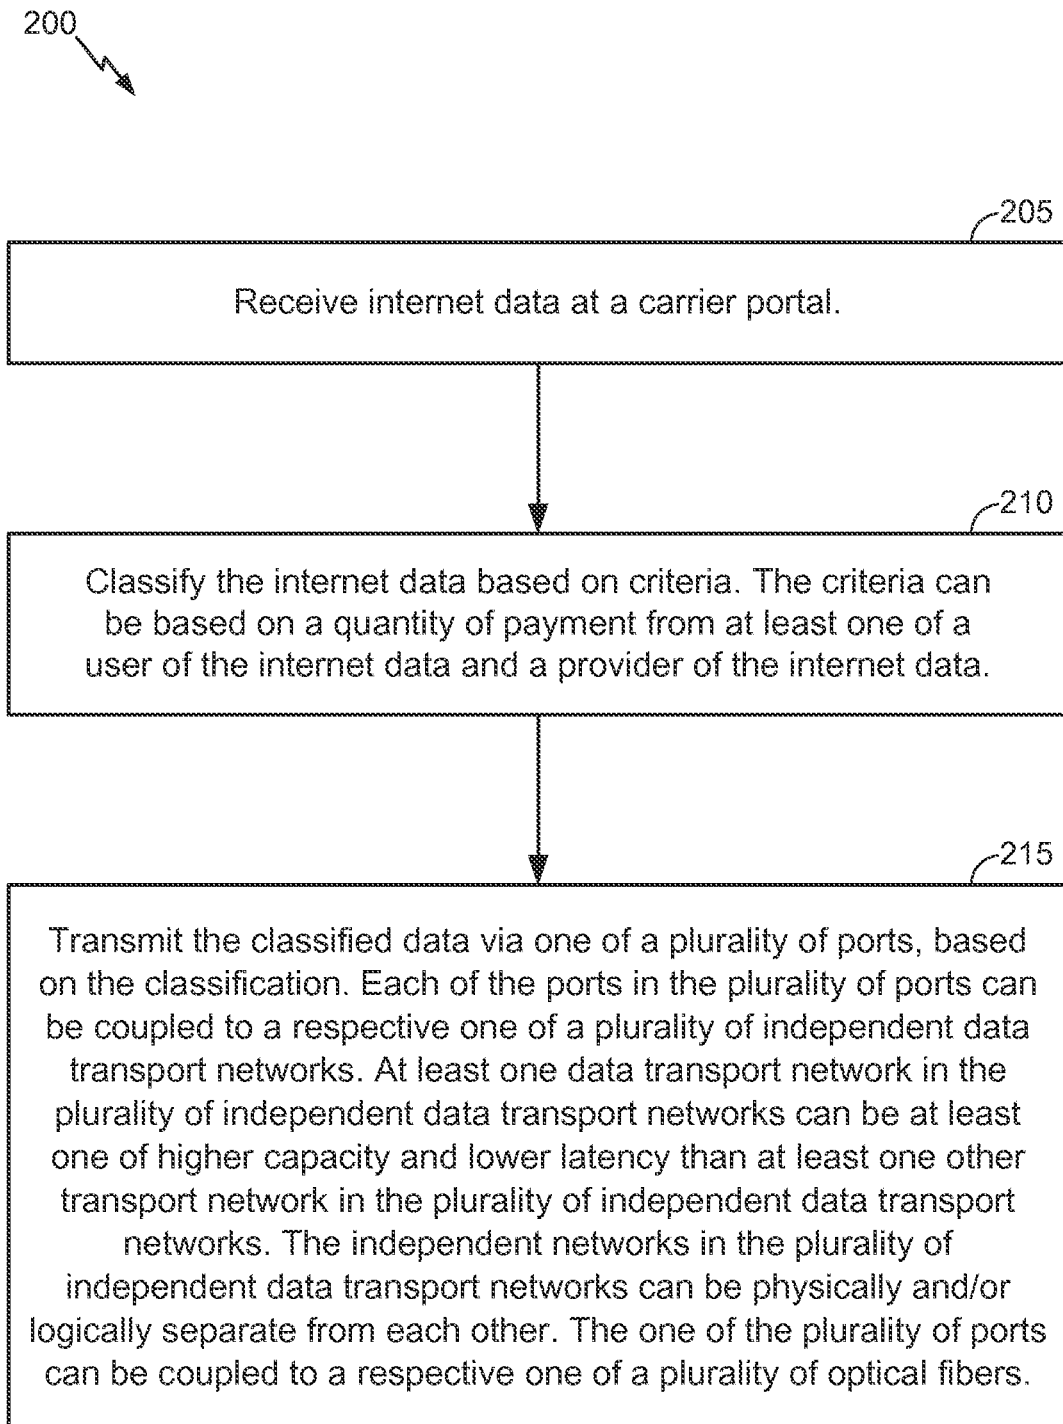 200
205
Receive internet data at a carrier portal.
210
Classify the internet data based on criteria. The criteria can
be based on a quantity of payment from at least one of a
user of the internet data and a provider of the internet data.
215
Transmit the classified data via one of a plurality of ports, based
on the classification. Each of the ports in the plurality of ports can
be coupled to a respective one of a plurality of independent data
transport networks. At least one data transport network in the
plurality of independent data transport networks can be at least
one of higher capacity and lower latency than at least one other
transport network in the plurality of independent data transport
networks. The independent networks in the plurality of
independent data transport networks can be physically and/or
logically separate from each other. The one of the plurality of ports
can be coupled to a respective one of a plurality of optical fibers.